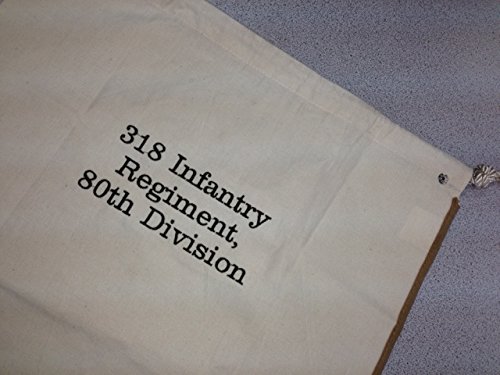 318 Infantry
Regiment,
80th Division